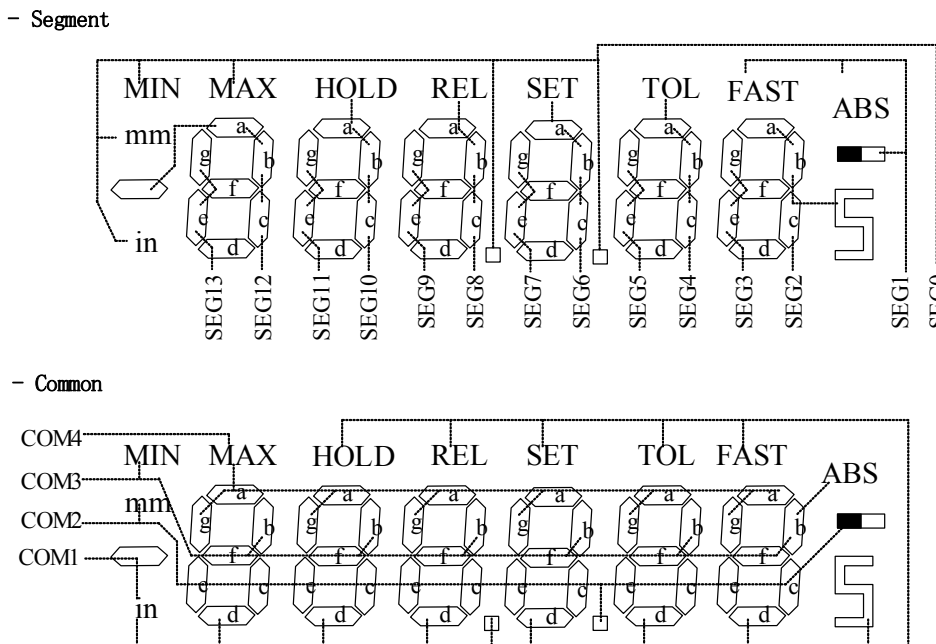 - Segment
MIN MAX HOLD REL SET TOL FAST
ABS
mm
a a a a a a
g b g b g b g b g b g b
f f f f f f
e c e c e c e c e c e c
in
d d d d d d
SEG13 SEG12 SEG11 SEG10 SEG9 SEG8 SEG7 SEG6 SEG5 SEG4 SEG3 SEG2 SEG1 SEG0
- Common
COM4
MIN MAX HOLD REL SET TOL FAST
COM3
ABS
mm
a a a a a a
COM2
g b g b g b g b g b g b
COM1
f f f f f f
e c e c e c e c e c e c
in
d d d d d d